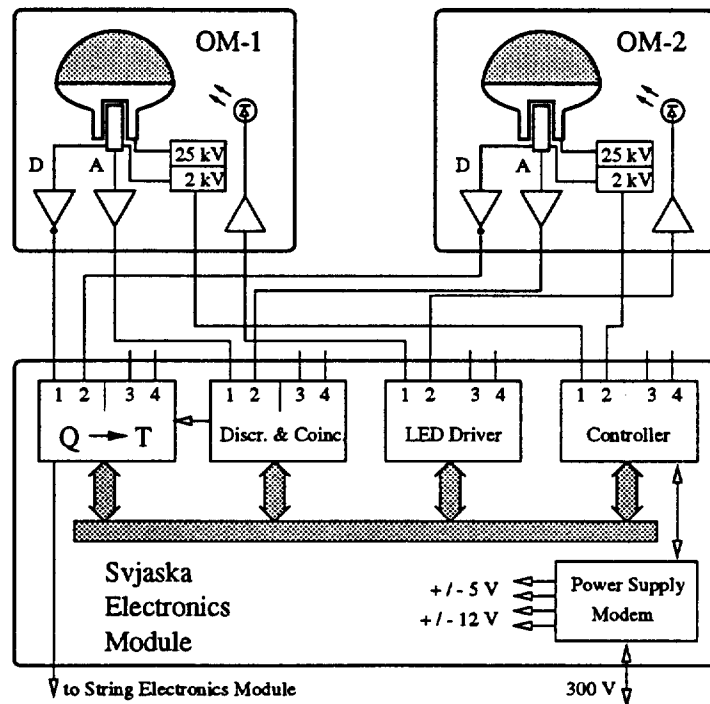 OM-1
OM-2
D A
25 kV
2 kV
D A
25 kV
2 kV
1 2 3 4
Q T
1 2 3 4
Discr. & Coinc.
1 2 3 4
LED Driver
1 2 3 4
Controller
Svjaska
Electronics
Module
+ / - 5 V
+ / - 12 V
Power Supply
Modem
to String Electronics Module
300 V